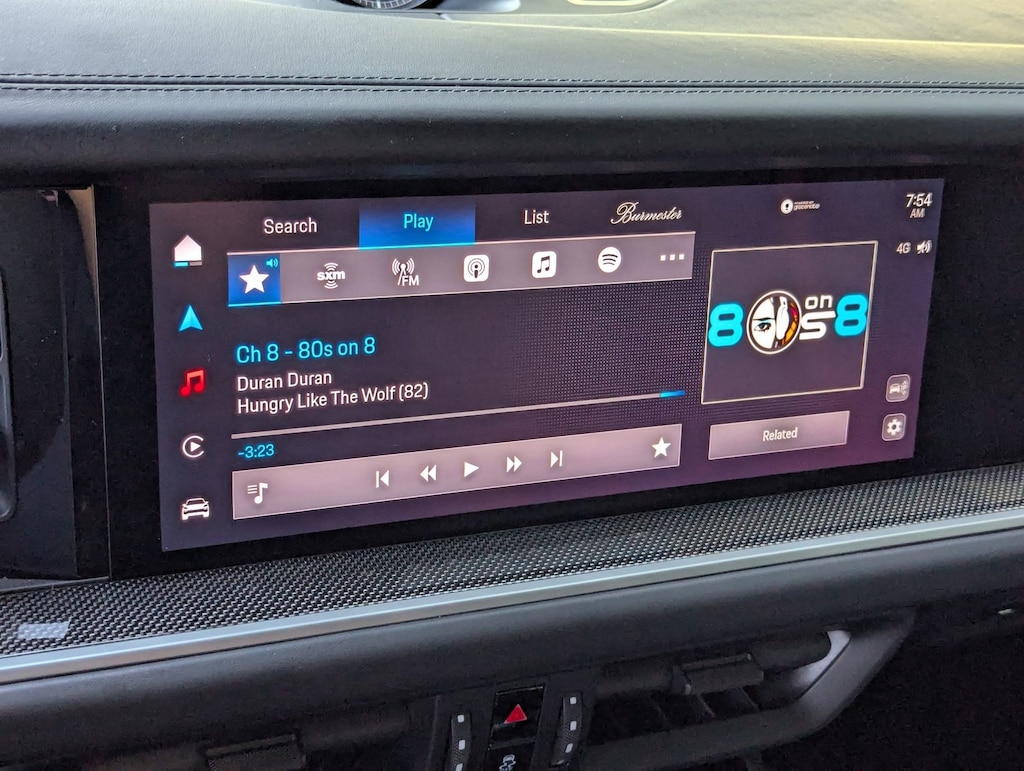 Search
Play
List
Burmester
7:54
AM
sxm
FM
4G
80s on 8
Ch 8 - 80s on 8
Duran Duran
Hungry Like The Wolf (82)
-3:23
Related